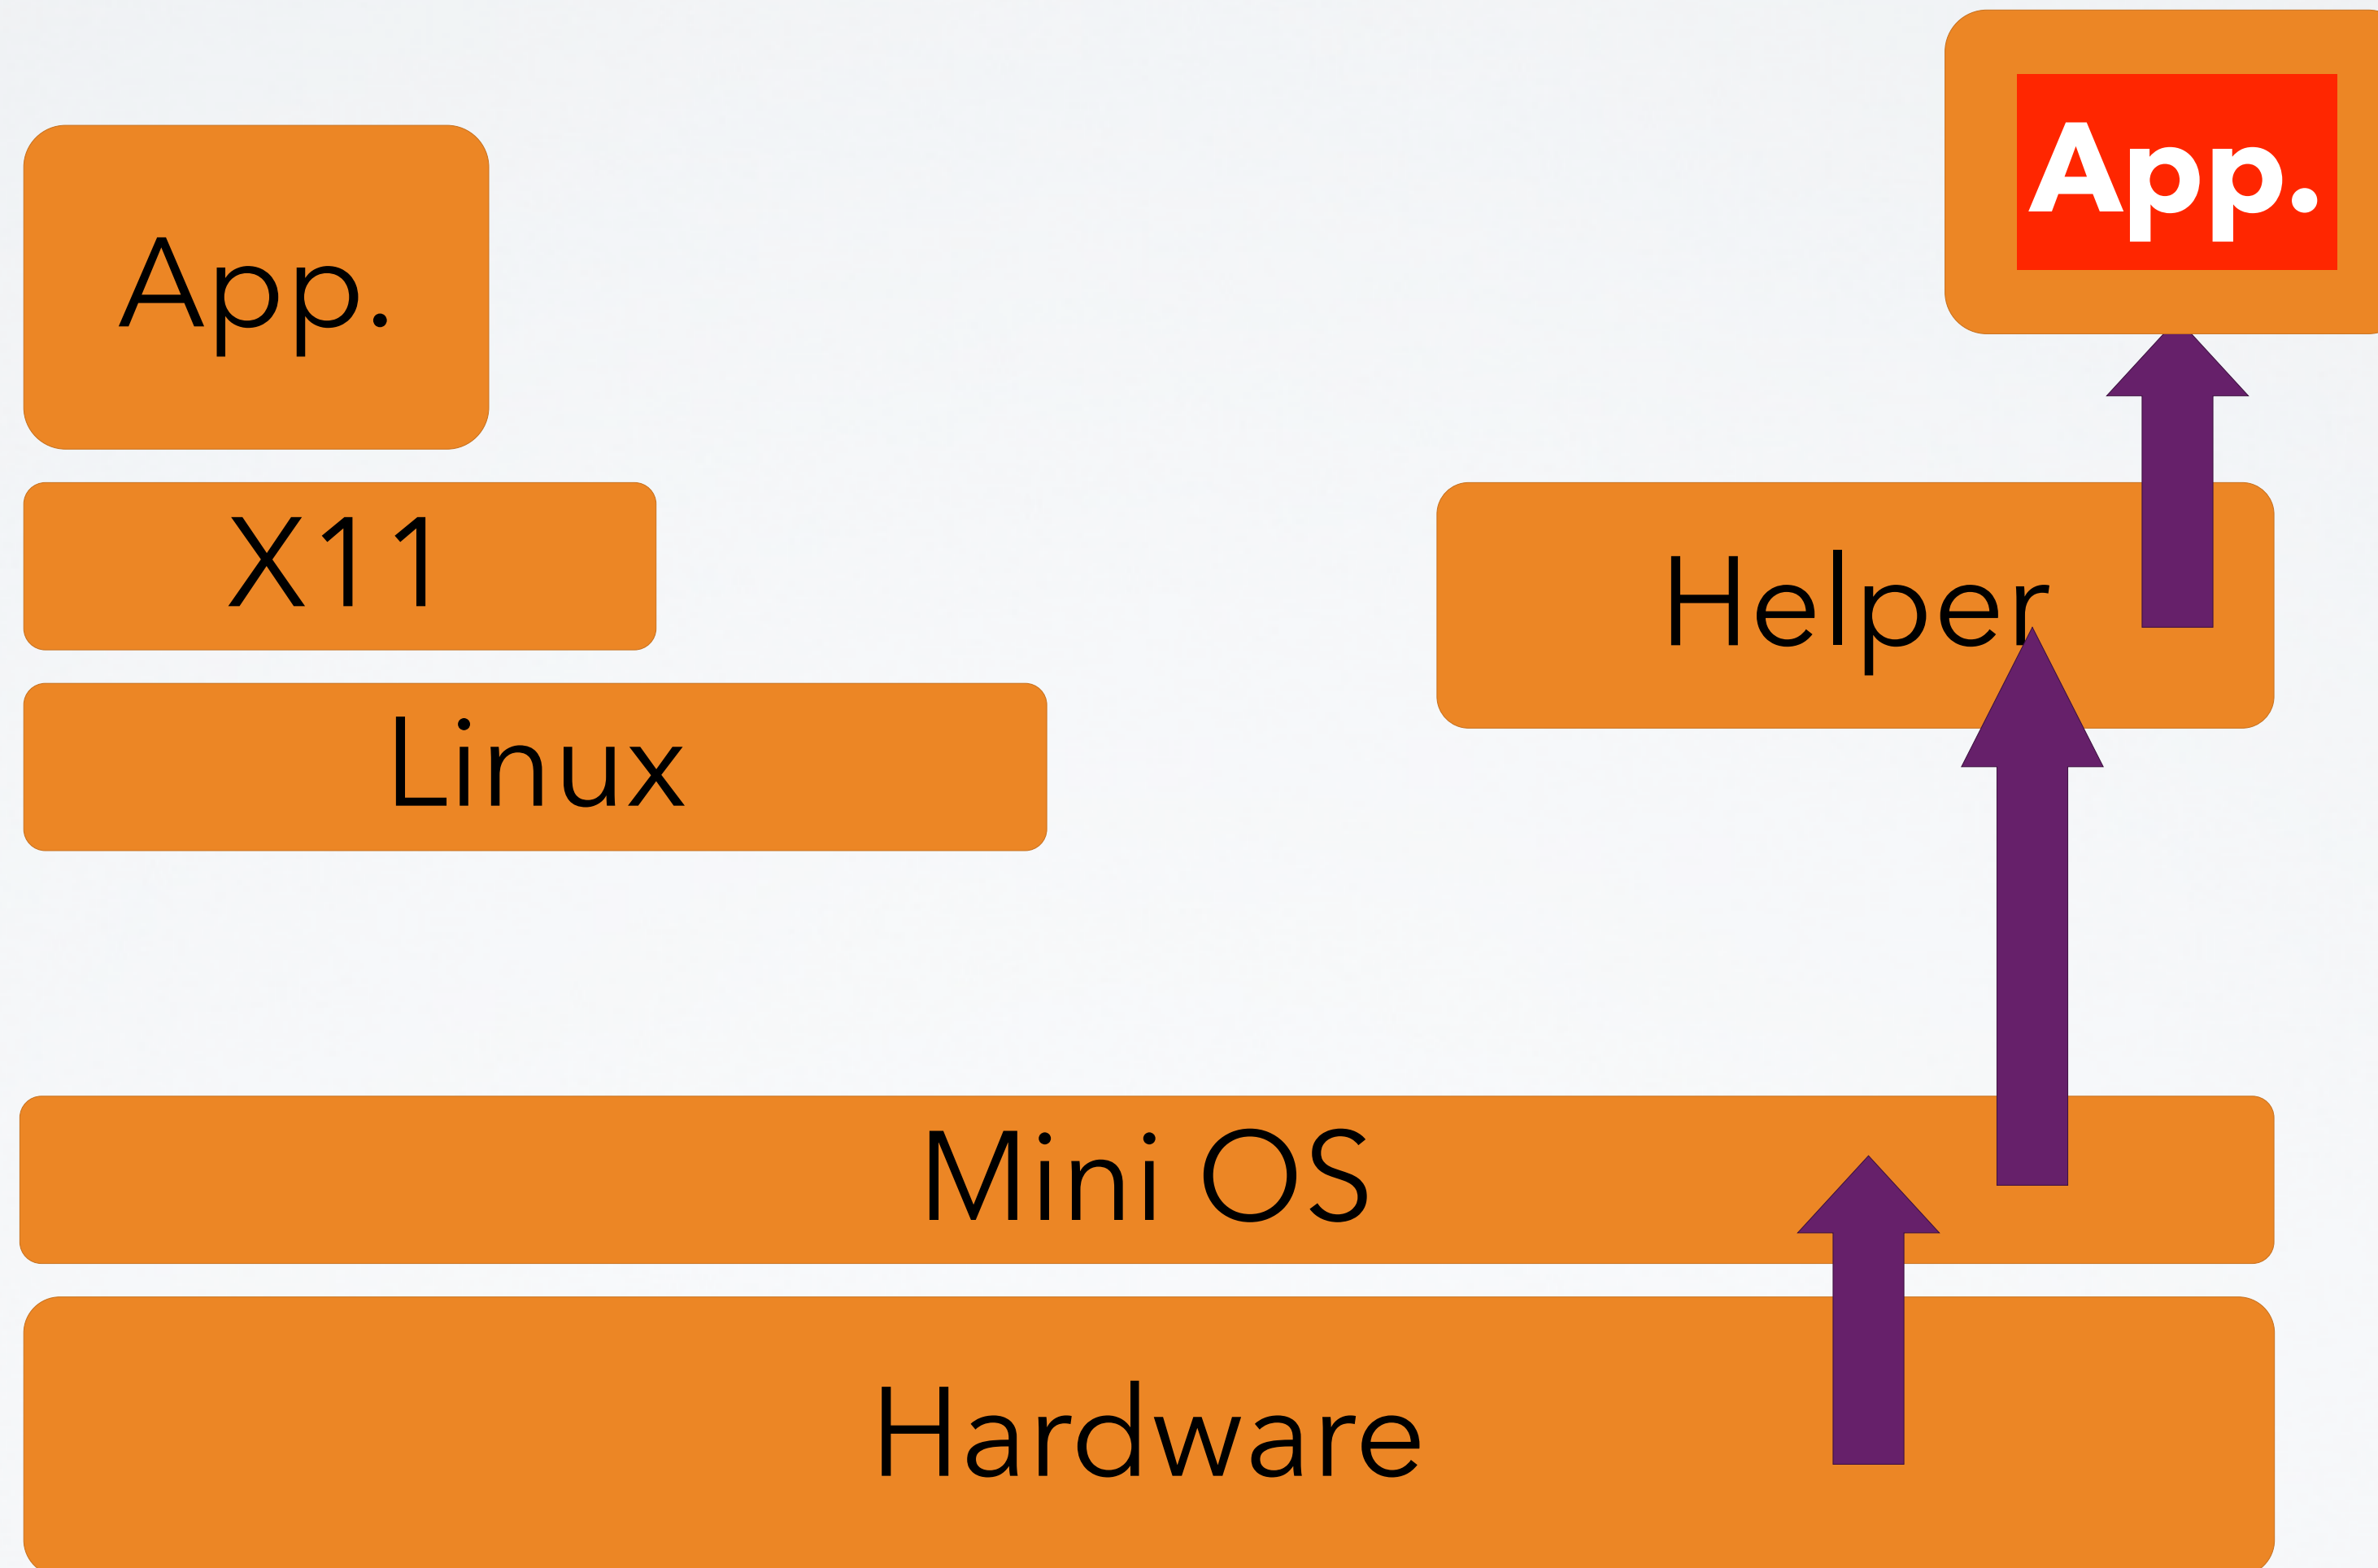 App.
App.
X11
Helper
Linux
Mini OS
Hardware